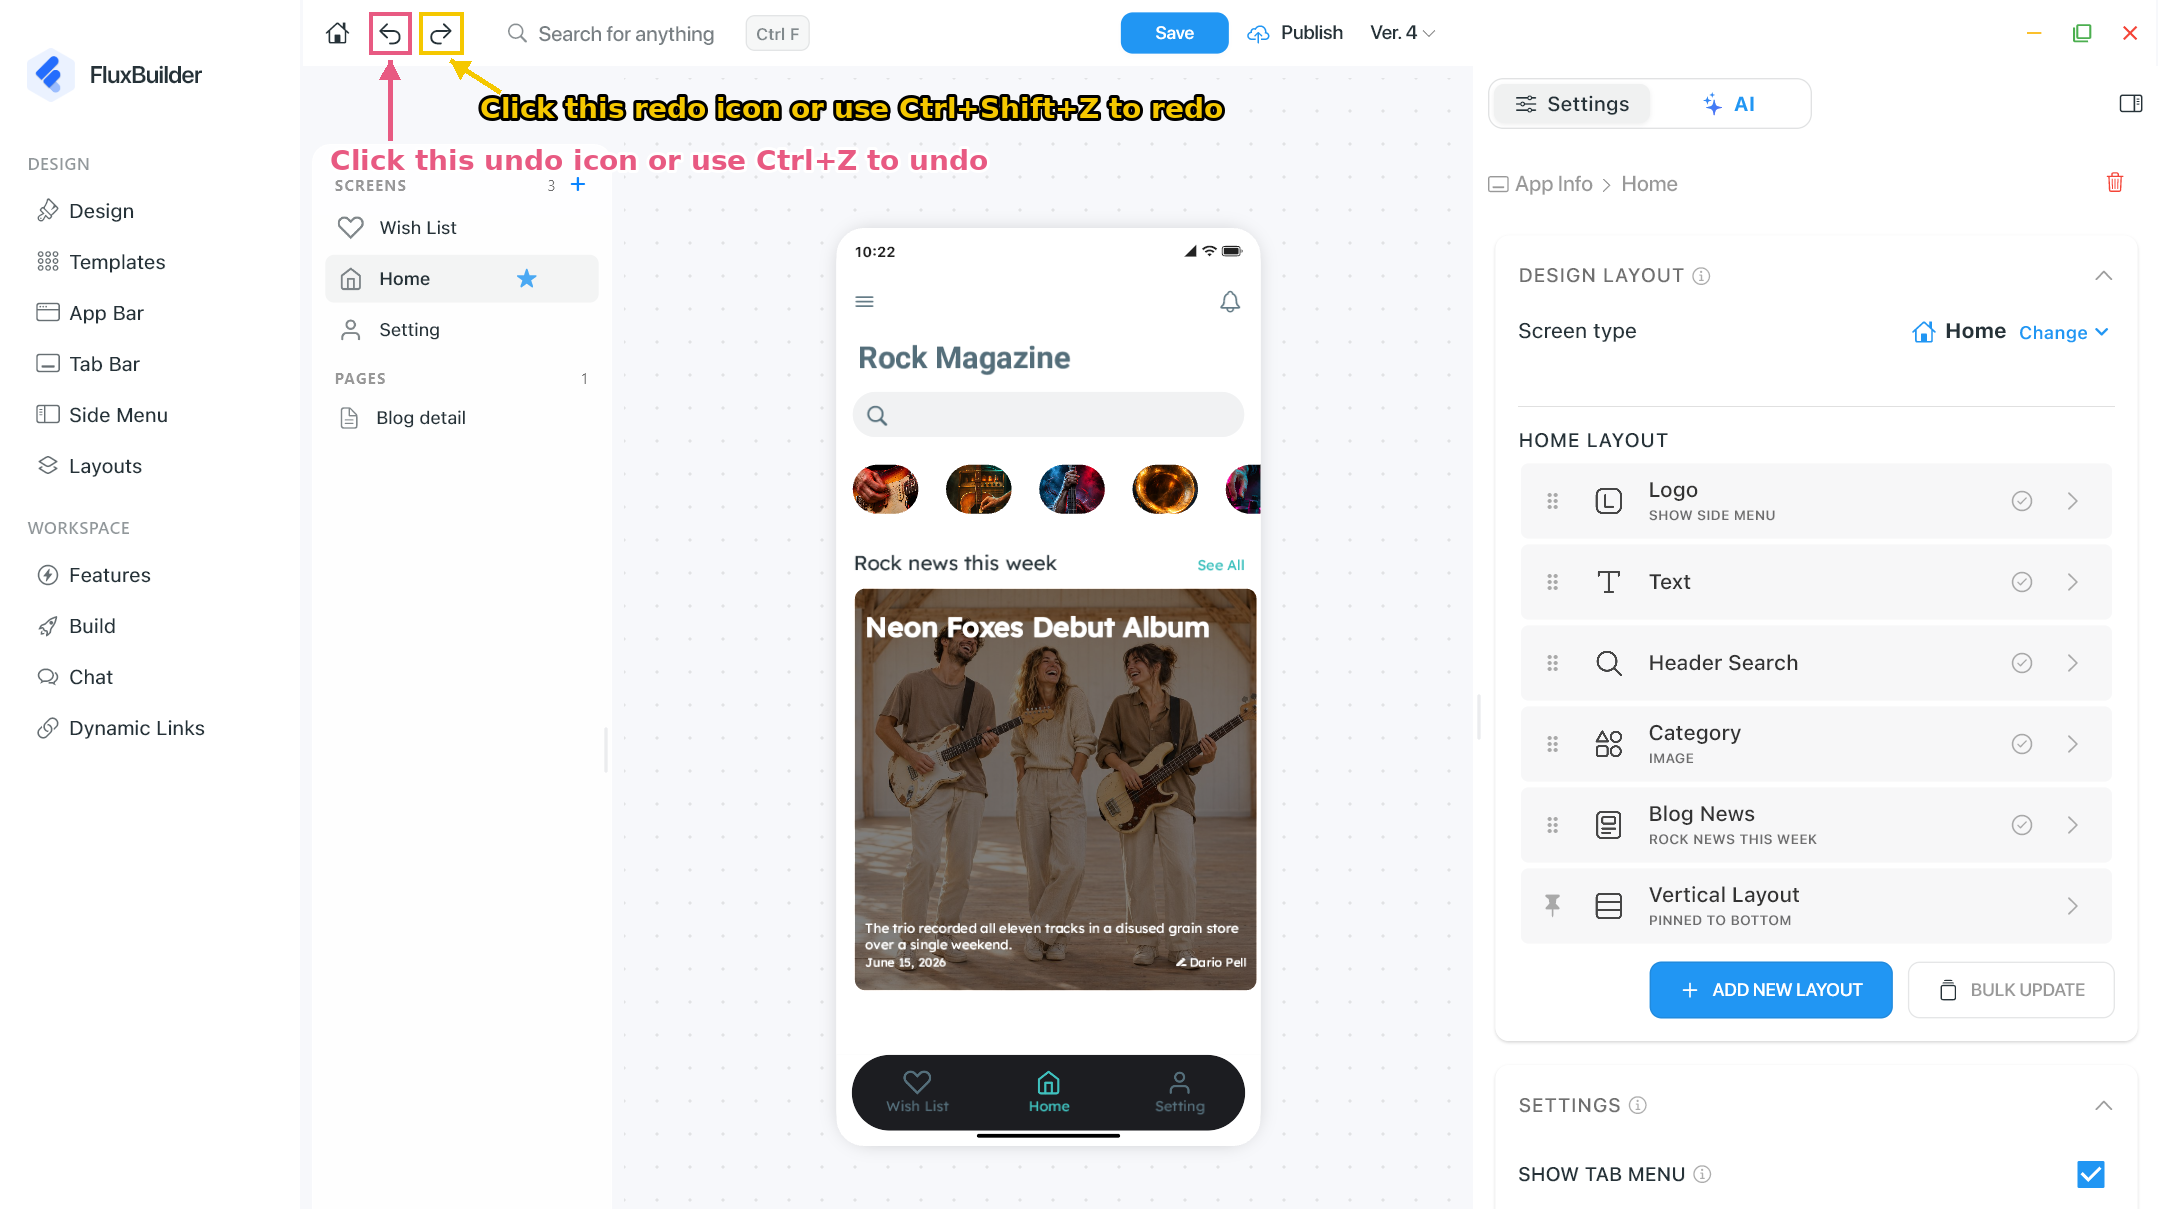 FluxBuilder
DESIGN
Design
Templates
App Bar
Tab Bar
Side Menu
Layouts
WORKSPACE
Features
Build
Chat
Dynamic Links
Search for anything
Ctrl F
Save
Publish
Ver. 4
Click this redo icon or use Ctrl+Shift+Z to redo
Click this undo icon or use Ctrl+Z to undo
SCREENS
3
Wish List
Home
Setting
PAGES
1
Blog detail
10:22
Rock Magazine
Rock news this week
See All
Neon Foxes Debut Album
The trio recorded all eleven tracks in a disused grain store
over a single weekend.
June 15, 2026
Dario Pell
Wish List
Home
Setting
Settings
AI
App Info > Home
DESIGN LAYOUT
Screen type
Home
Change
HOME LAYOUT
Logo
SHOW SIDE MENU
Text
Header Search
Category
IMAGE
Blog News
ROCK NEWS THIS WEEK
Vertical Layout
PINNED TO BOTTOM
ADD NEW LAYOUT
BULK UPDATE
SETTINGS
SHOW TAB MENU